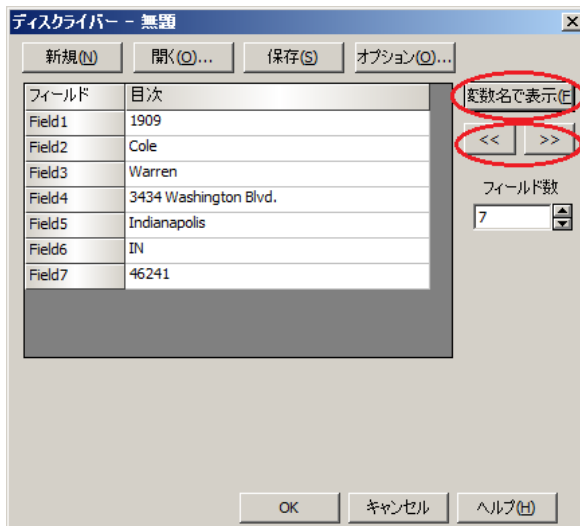 ディスクライバー - 無題
新規(N) 開く(O)... 保存(S) オプション(O)...
フィールド 目次
変数名で表示(F
Field1 1909
Field2 Cole
<< >>
Field3 Warren
Field4 3434 Washington Blvd.
フィールド数
Field5 Indianapolis
7
Field6 IN
Field7 46241
OK キャンセル ヘルプ(H)